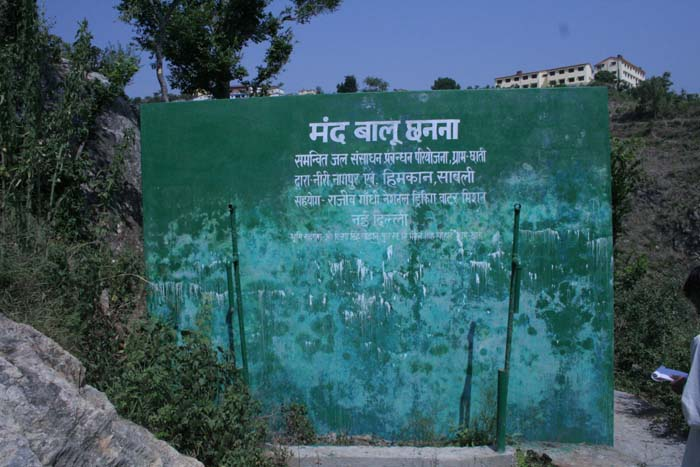 मंद बालू छनना
समन्वित जल संसाधन प्रबन्धन परियोजना, ग्राम-घाती
द्वारा नीरी नागपुर एवं हिमकान, साबली
सहयोग- राजीव गांधी नेशनल ड्रिंकिंग वाटर मिशन
नई दिल्ली